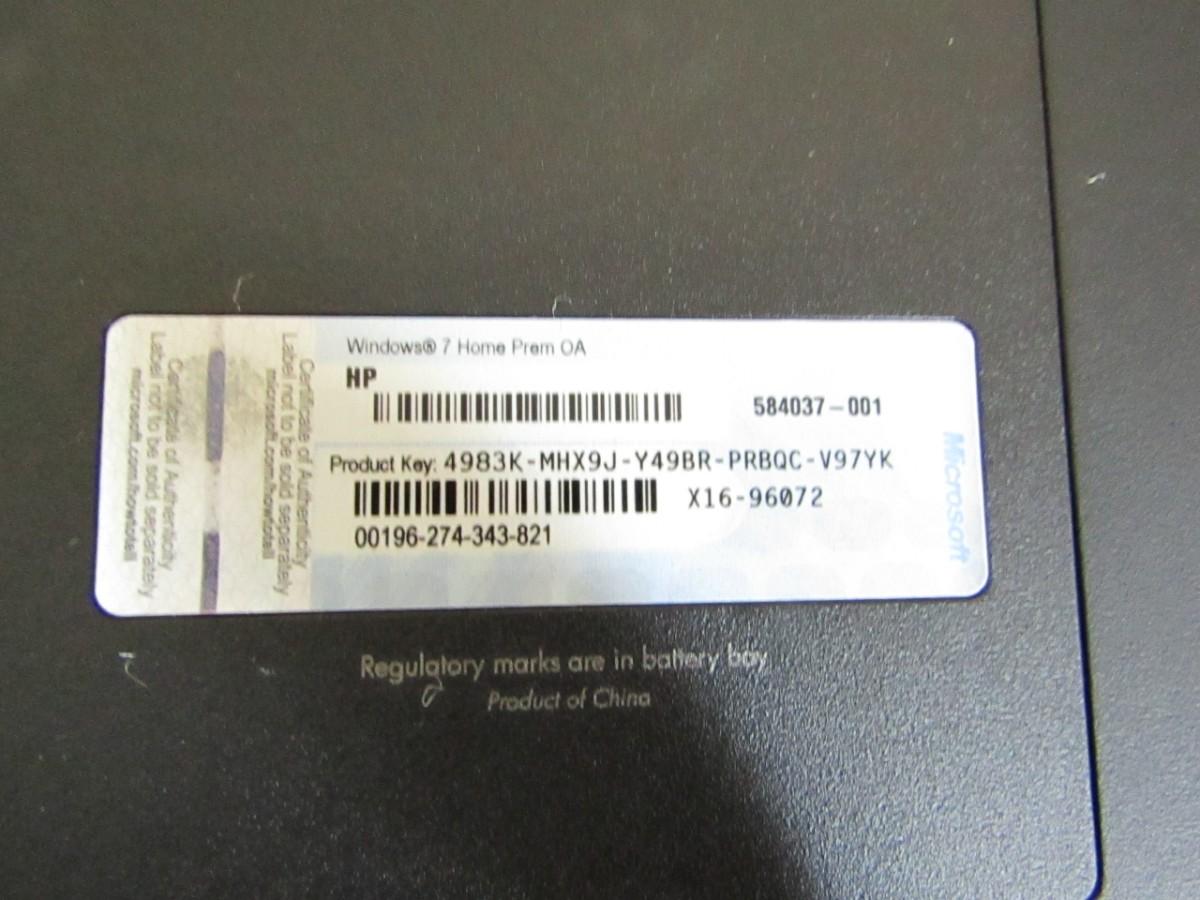 Windows® 7 Home Prem OA
HP
584037-001
Product Key: 4983K-MHX9J-Y49BR-PRBQC-V97YK
X16-96072
00196-274-343-821
Microsoft
Certificate of Authenticity
Label not to be sold separately
microsoft.com/howtotell
Certificate of Authenticity
Label not to be sold separately
microsoft.com/howtotell
Regulatory marks are in battery bay
Product of China